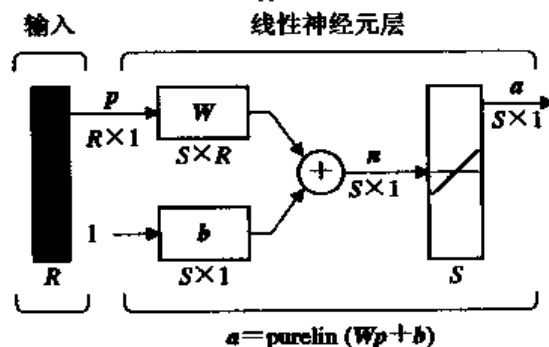 输入 线性神经元层
p W a
R×1 S×R S×1
+ n
S×1
1 b
R S×1 S
a=purelin (Wp+b)